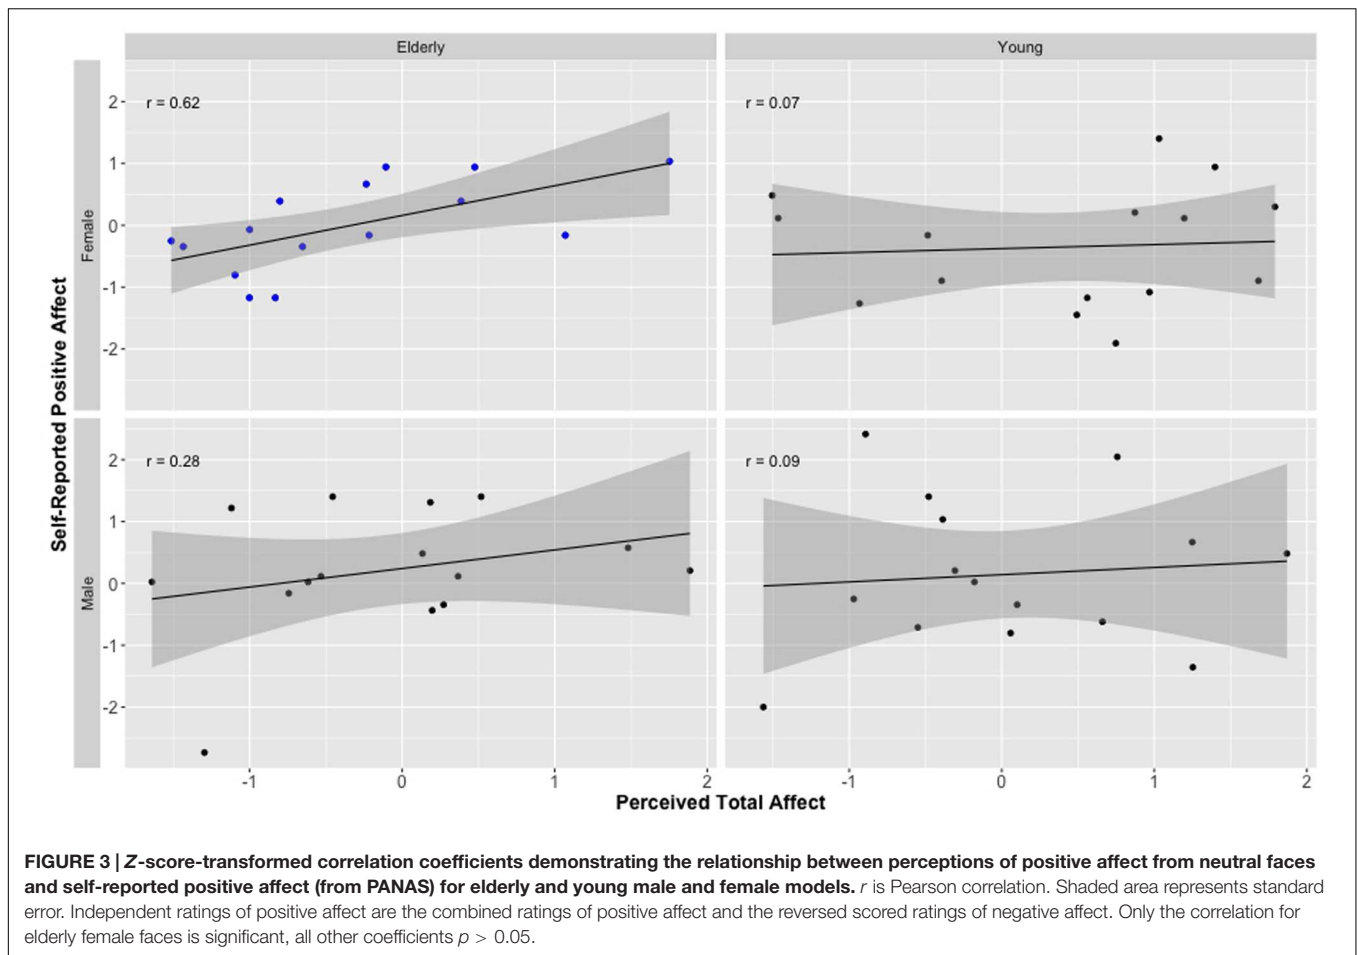 Elderly
Young
Self-Reported Positive Affect
Female
2
1
0
-1
-2
r = 0.62
r = 0.07
Male
2
1
0
-1
-2
r = 0.28
r = 0.09
-1 0 1 2
-1 0 1 2
Perceived Total Affect
FIGURE 3 | Z-score-transformed correlation coefficients demonstrating the relationship between perceptions of positive affect from neutral faces
and self-reported positive affect (from PANAS) for elderly and young male and female models. r is Pearson correlation. Shaded area represents standard
error. Independent ratings of positive affect are the combined ratings of positive affect and the reversed scored ratings of negative affect. Only the correlation for
elderly female faces is significant, all other coefficients p > 0.05.